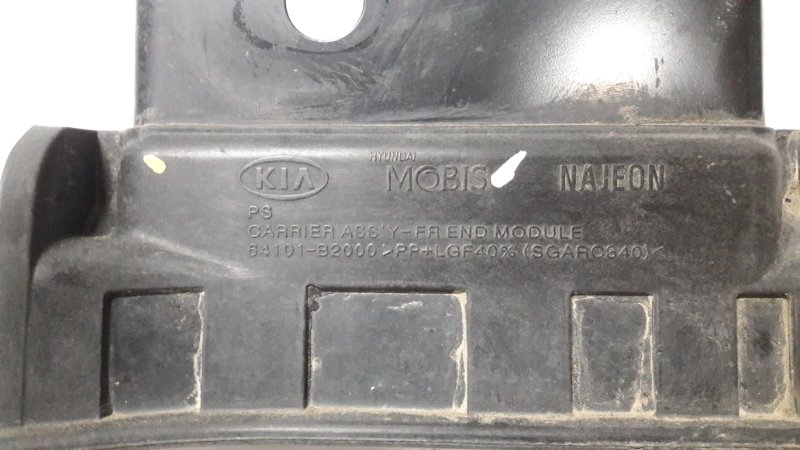 KIA HYUNDAI MOBIS NAJEON
PS
CARRIER ASS'Y-FR END MODULE
64101-B2000 >PP+LGF40% (SGARC340)<